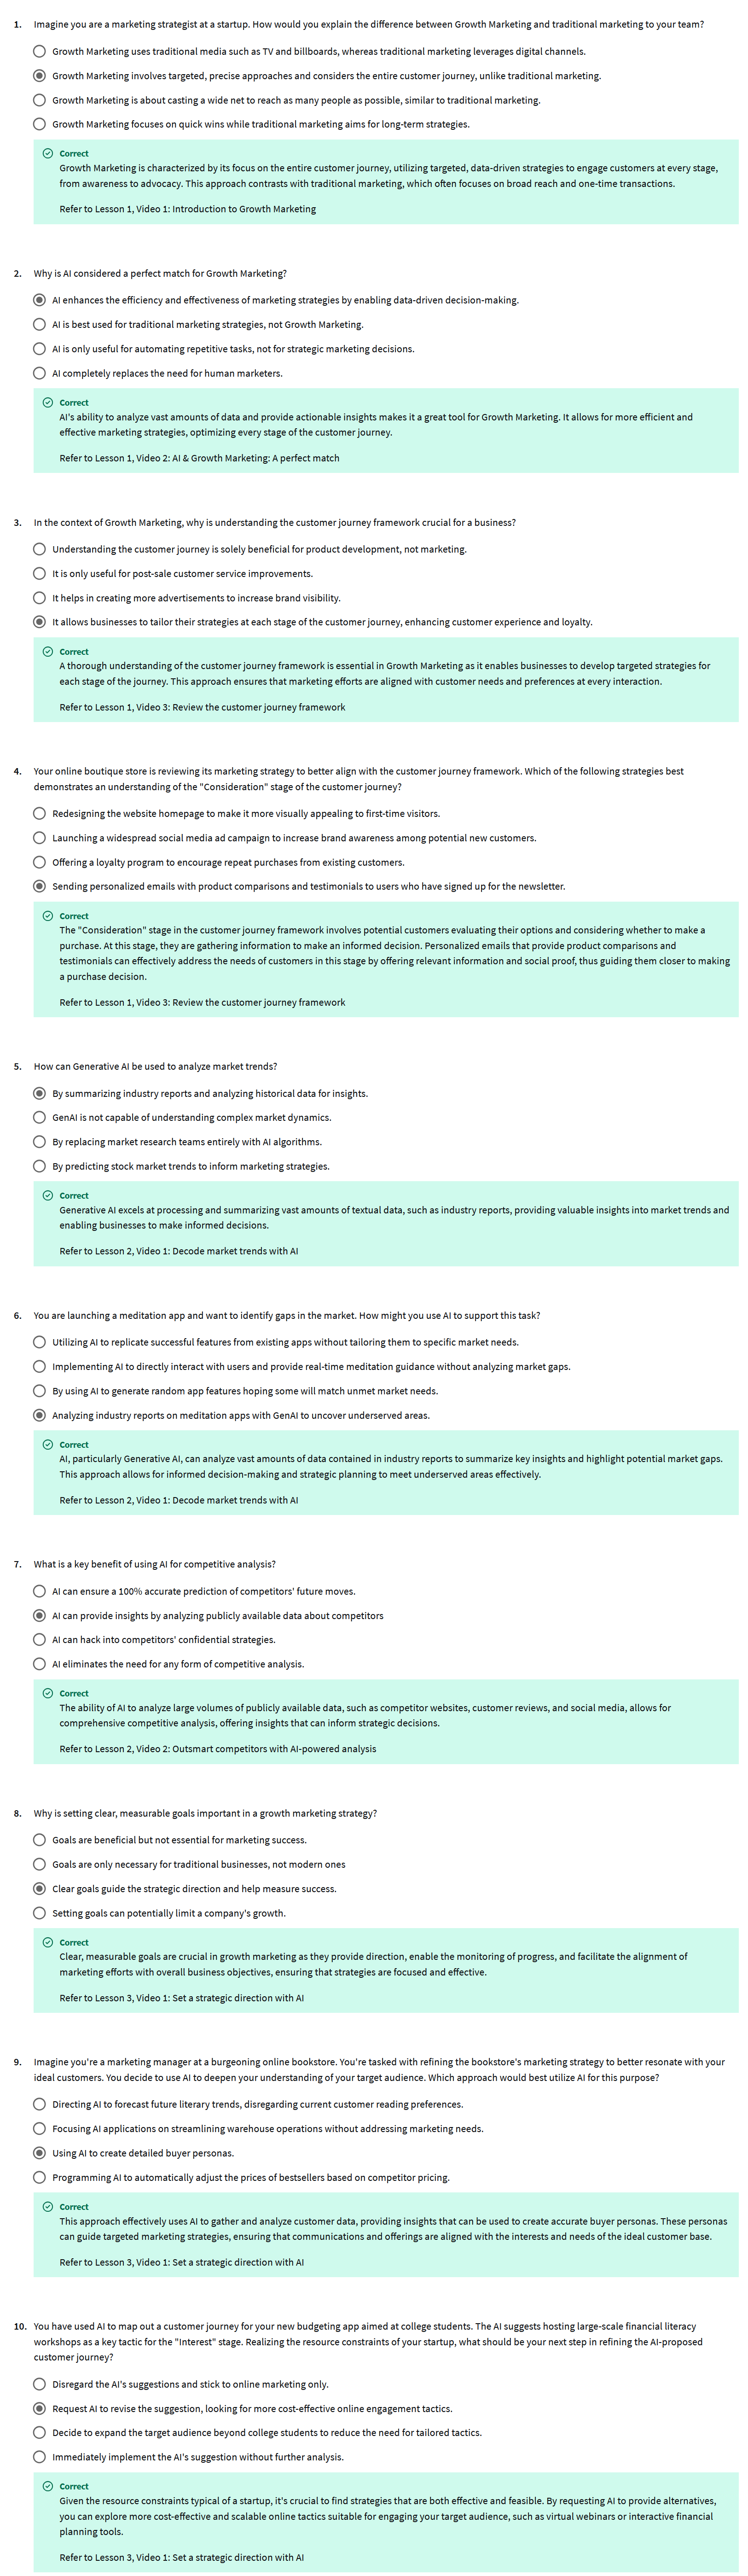 1. Imagine you are a marketing strategist at a startup. How would you explain the difference between Growth Marketing and traditional marketing to your team?
Growth Marketing uses traditional media such as TV and billboards, whereas traditional marketing leverages digital channels.
Growth Marketing involves targeted, precise approaches and considers the entire customer journey, unlike traditional marketing.
Growth Marketing is about casting a wide net to reach as many people as possible, similar to traditional marketing.
Growth Marketing focuses on quick wins while traditional marketing aims for long-term strategies.
Correct
Growth Marketing is characterized by its focus on the entire customer journey, utilizing targeted, data-driven strategies to engage customers at every stage,
from awareness to advocacy. This approach contrasts with traditional marketing, which often focuses on broad reach and one-time transactions.
Refer to Lesson 1, Video 1: Introduction to Growth Marketing
2. Why is AI considered a perfect match for Growth Marketing?
AI enhances the efficiency and effectiveness of marketing strategies by enabling data-driven decision-making.
AI is best used for traditional marketing strategies, not Growth Marketing.
AI is only useful for automating repetitive tasks, not for strategic marketing decisions.
AI completely replaces the need for human marketers.
Correct
AI's ability to analyze vast amounts of data and provide actionable insights makes it a great tool for Growth Marketing. It allows for more efficient and
effective marketing strategies, optimizing every stage of the customer journey.
Refer to Lesson 1, Video 2: AI & Growth Marketing: A perfect match
3. In the context of Growth Marketing, why is understanding the customer journey framework crucial for a business?
Understanding the customer journey is solely beneficial for product development, not marketing.
It is only useful for post-sale customer service improvements.
It helps in creating more advertisements to increase brand visibility.
It allows businesses to tailor their strategies at each stage of the customer journey, enhancing customer experience and loyalty.
Correct
A thorough understanding of the customer journey framework is essential in Growth Marketing as it enables businesses to develop targeted strategies for
each stage of the journey. This approach ensures that marketing efforts are aligned with customer needs and preferences at every interaction.
Refer to Lesson 1, Video 3: Review the customer journey framework
4. Your online boutique store is reviewing its marketing strategy to better align with the customer journey framework. Which of the following strategies best
demonstrates an understanding of the "Consideration" stage of the customer journey?
Redesigning the website homepage to make it more visually appealing to first-time visitors.
Launching a widespread social media ad campaign to increase brand awareness among potential new customers.
Offering a loyalty program to encourage repeat purchases from existing customers.
Sending personalized emails with product comparisons and testimonials to users who have signed up for the newsletter.
Correct
The "Consideration" stage in the customer journey framework involves potential customers evaluating their options and considering whether to make a
purchase. At this stage, they are gathering information to make an informed decision. Personalized emails that provide product comparisons and
testimonials can effectively address the needs of customers in this stage by offering relevant information and social proof, thus guiding them closer to making
a purchase decision.
Refer to Lesson 1, Video 3: Review the customer journey framework
5. How can Generative AI be used to analyze market trends?
By summarizing industry reports and analyzing historical data for insights.
GenAI is not capable of understanding complex market dynamics.
By replacing market research teams entirely with AI algorithms.
By predicting stock market trends to inform marketing strategies.
Correct
Generative AI excels at processing and summarizing vast amounts of textual data, such as industry reports, providing valuable insights into market trends and
enabling businesses to make informed decisions.
Refer to Lesson 2, Video 1: Decode market trends with AI
6. You are launching a meditation app and want to identify gaps in the market. How might you use AI to support this task?
Utilizing AI to replicate successful features from existing apps without tailoring them to specific market needs.
Implementing AI to directly interact with users and provide real-time meditation guidance without analyzing market gaps.
By using AI to generate random app features hoping some will match unmet market needs.
Analyzing industry reports on meditation apps with GenAI to uncover underserved areas.
Correct
AI, particularly Generative AI, can analyze vast amounts of data contained in industry reports to summarize key insights and highlight potential market gaps.
This approach allows for informed decision-making and strategic planning to meet underserved areas effectively.
Refer to Lesson 2, Video 1: Decode market trends with AI
7. What is a key benefit of using AI for competitive analysis?
AI can ensure a 100% accurate prediction of competitors' future moves.
AI can provide insights by analyzing publicly available data about competitors
AI can hack into competitors' confidential strategies.
AI eliminates the need for any form of competitive analysis.
Correct
The ability of AI to analyze large volumes of publicly available data, such as competitor websites, customer reviews, and social media, allows for
comprehensive competitive analysis, offering insights that can inform strategic decisions.
Refer to Lesson 2, Video 2: Outsmart competitors with AI-powered analysis
8. Why is setting clear, measurable goals important in a growth marketing strategy?
Goals are beneficial but not essential for marketing success.
Goals are only necessary for traditional businesses, not modern ones
Clear goals guide the strategic direction and help measure success.
Setting goals can potentially limit a company's growth.
Correct
Clear, measurable goals are crucial in growth marketing as they provide direction, enable the monitoring of progress, and facilitate the alignment of
marketing efforts with overall business objectives, ensuring that strategies are focused and effective.
Refer to Lesson 3, Video 1: Set a strategic direction with AI
9. Imagine you're a marketing manager at a burgeoning online bookstore. You're tasked with refining the bookstore's marketing strategy to better resonate with your
ideal customers. You decide to use AI to deepen your understanding of your target audience. Which approach would best utilize AI for this purpose?
Directing AI to forecast future literary trends, disregarding current customer reading preferences.
Focusing AI applications on streamlining warehouse operations without addressing marketing needs.
Using AI to create detailed buyer personas.
Programming AI to automatically adjust the prices of bestsellers based on competitor pricing.
Correct
This approach effectively uses AI to gather and analyze customer data, providing insights that can be used to create accurate buyer personas. These personas
can guide targeted marketing strategies, ensuring that communications and offerings are aligned with the interests and needs of the ideal customer base.
Refer to Lesson 3, Video 1: Set a strategic direction with AI
10. You have used AI to map out a customer journey for your new budgeting app aimed at college students. The AI suggests hosting large-scale financial literacy
workshops as a key tactic for the "Interest" stage. Realizing the resource constraints of your startup, what should be your next step in refining the AI-proposed
customer journey?
Disregard the AI's suggestions and stick to online marketing only.
Request AI to revise the suggestion, looking for more cost-effective online engagement tactics.
Decide to expand the target audience beyond college students to reduce the need for tailored tactics.
Immediately implement the AI's suggestion without further analysis.
Correct
Given the resource constraints typical of a startup, it's crucial to find strategies that are both effective and feasible. By requesting AI to provide alternatives,
you can explore more cost-effective and scalable online tactics suitable for engaging your target audience, such as virtual webinars or interactive financial
planning tools.
Refer to Lesson 3, Video 1: Set a strategic direction with AI